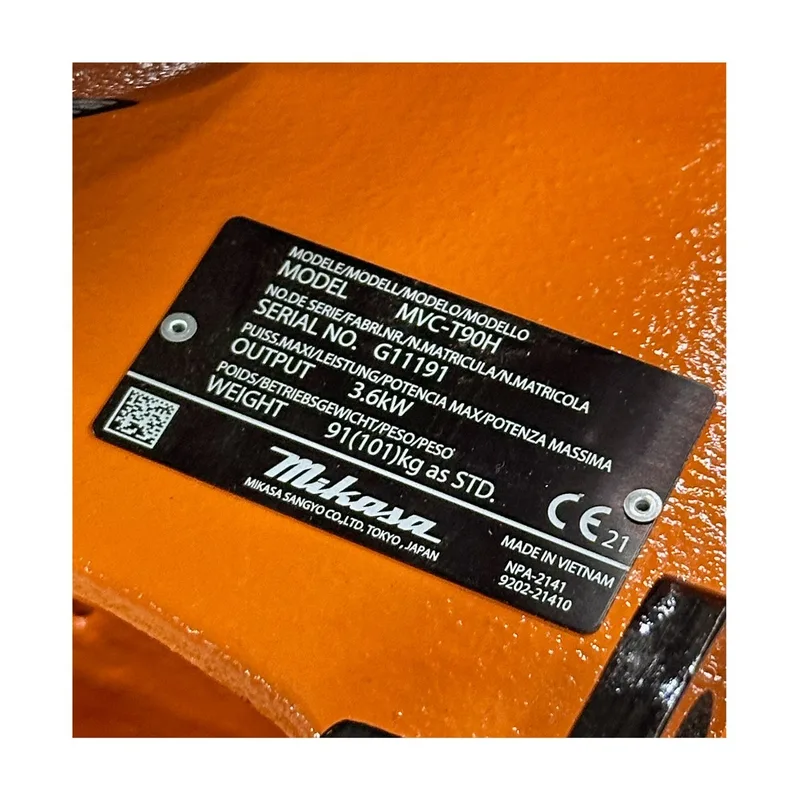 MODELE/MODELL/MODELO/MODELLO
MODEL MVC-T90H
NO.DE SERIE/FABRI.NR./N.MATRICULA/N.MATRICOLA
SERIAL NO. G11191
PUISS.MAXI/LEISTUNG/POTENCIA MAX/POTENZA MASSIMA
OUTPUT 3.6kW
POIDS/BETRIEBSGEWICHT/PESO/PESO
WEIGHT 91(101)kg as STD.
Mikasa
MIKASA SANGYO CO.,LTD. TOKYO, JAPAN
CE 21
MADE IN VIETNAM
NPA-2141
9202-21410